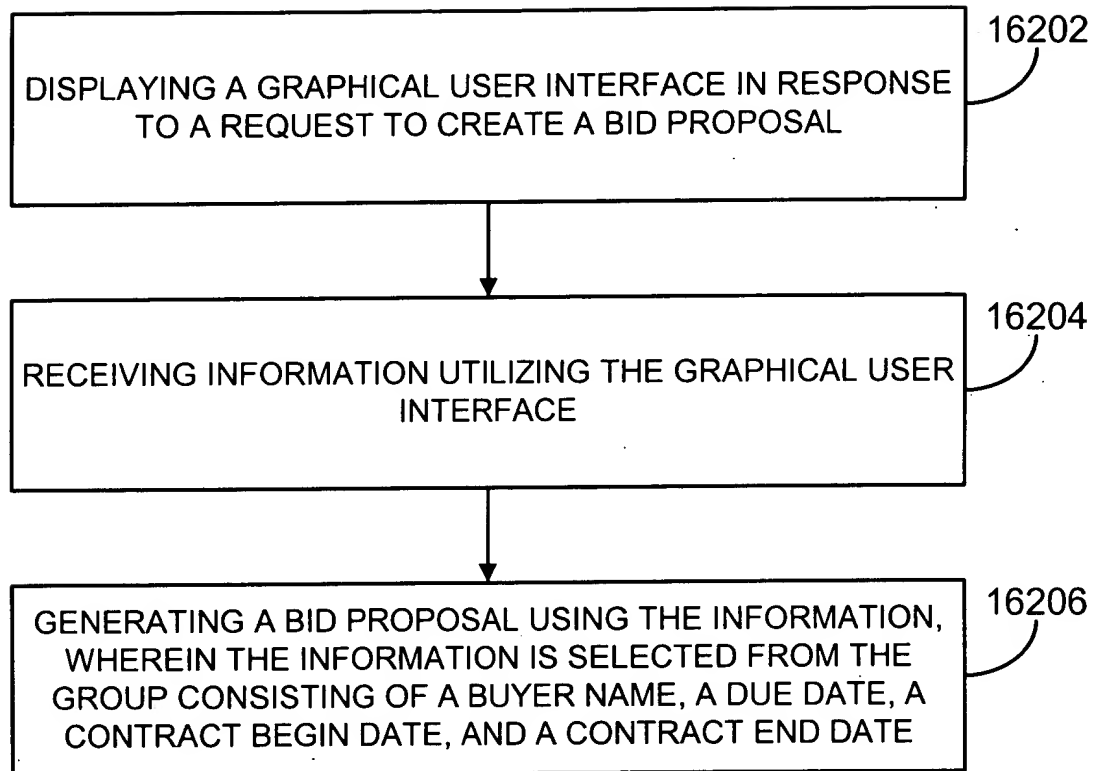 16202
DISPLAYING A GRAPHICAL USER INTERFACE IN RESPONSE
TO A REQUEST TO CREATE A BID PROPOSAL
16204
RECEIVING INFORMATION UTILIZING THE GRAPHICAL USER
INTERFACE
16206
GENERATING A BID PROPOSAL USING THE INFORMATION,
WHEREIN THE INFORMATION IS SELECTED FROM THE
GROUP CONSISTING OF A BUYER NAME, A DUE DATE, A
CONTRACT BEGIN DATE, AND A CONTRACT END DATE